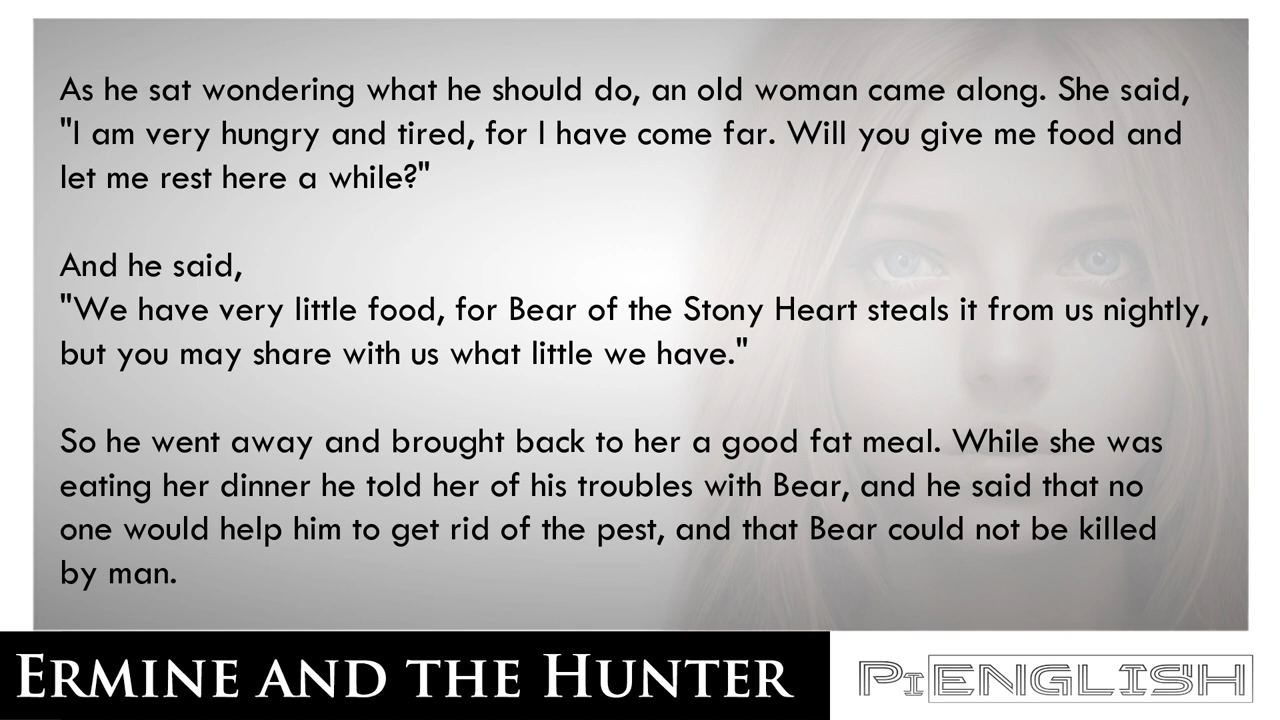 As he sat wondering what he should do, an old woman came along. She said,
"I am very hungry and tired, for I have come far. Will you give me food and
let me rest here a while?"
And he said,
"We have very little food, for Bear of the Stony Heart steals it from us nightly,
but you may share with us what little we have."
So he went away and brought back to her a good fat meal. While she was
eating her dinner he told her of his troubles with Bear, and he said that no
one would help him to get rid of the pest, and that Bear could not be killed
by man.
ERMINE AND THE HUNTER
PIENGLISH